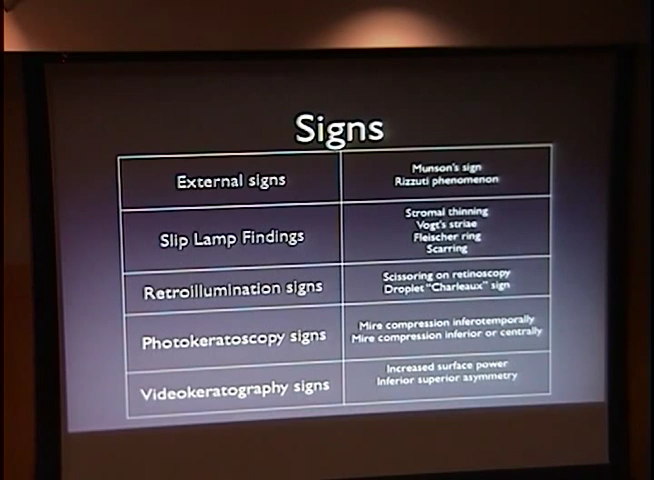 Signs
External signs
Munson's sign
Rizzuti phenomenon
Slip Lamp Findings
Stromal thinning
Vogt's striae
Fleischer ring
Scarring
Retroillumination signs
Scissoring on retinoscopy
Droplet "Charleaux" sign
Photokeratoscopy signs
Mire compression inferotemporally
Mire compression inferior or centrally
Videokeratography signs
Increased surface power
Inferior superior asymmetry